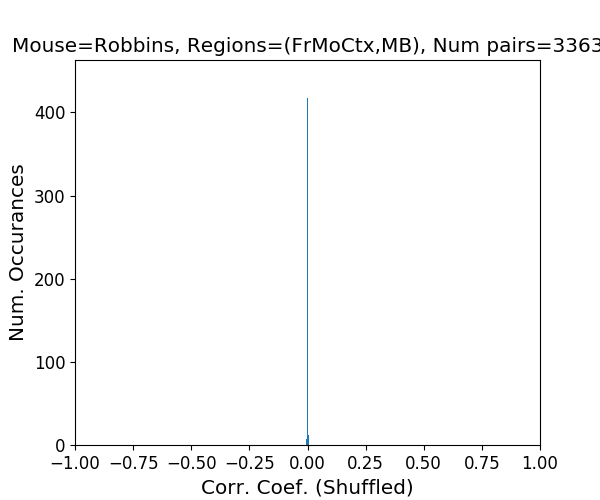 Mouse=Robbins, Regions=(FrMoCtx,MB), Num pairs=3363
Num. Occurances
400
300
200
100
0
−1.00 −0.75 −0.50 −0.25 0.00 0.25 0.50 0.75 1.00
Corr. Coef. (Shuffled)